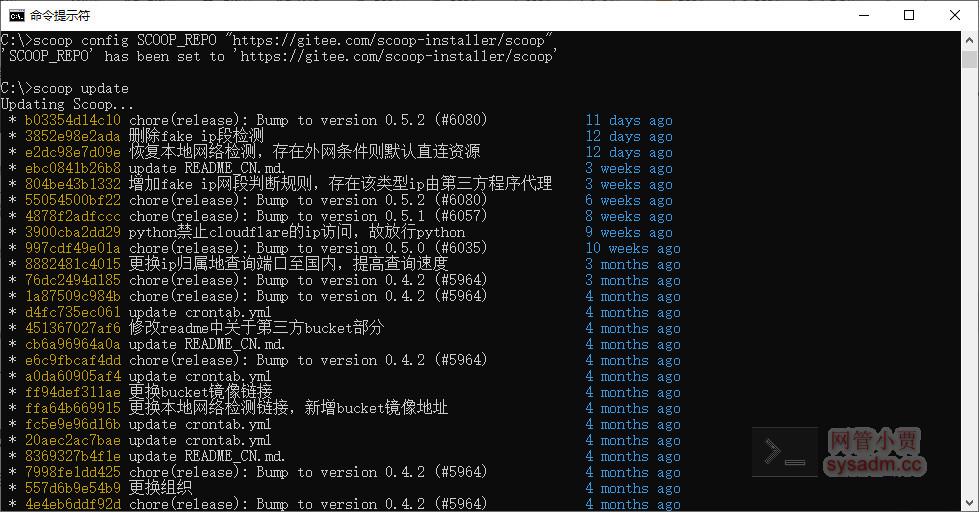 命令提示符
C:\>scoop config SCOOP_REPO "https://gitee.com/scoop-installer/scoop"
'SCOOP_REPO' has been set to 'https://gitee.com/scoop-installer/scoop'
C:\>scoop update
Updating Scoop...
* b03354d14c10 chore(release): Bump to version 0.5.2 (#6080) 11 days ago
* 3852e98e2ada 删除fake ip段检测 12 days ago
* e2dc98e7d09e 恢复本地网络检测，存在外网条件则默认直连资源 12 days ago
* ebc0841b26b8 update README_CN.md. 3 weeks ago
* 804be43b1332 增加fake ip网段判断规则，存在该类型ip由第三方程序代理 3 weeks ago
* 55054500bf22 chore(release): Bump to version 0.5.2 (#6080) 6 weeks ago
* 4878f2adfccc chore(release): Bump to version 0.5.1 (#6057) 8 weeks ago
* 3900cba2dd29 python禁止cloudflare的ip访问，故放行python 9 weeks ago
* 997cdf49e01a chore(release): Bump to version 0.5.0 (#6035) 10 weeks ago
* 8882481c4015 更换ip归属地查询端口至国内，提高查询速度 3 months ago
* 76dc2494d185 chore(release): Bump to version 0.4.2 (#5964) 3 months ago
* 1a87509c984b chore(release): Bump to version 0.4.2 (#5964) 4 months ago
* d4fc735ec061 update crontab.yml 4 months ago
* 451367027af6 修改readme中关于第三方bucket部分 4 months ago
* cb6a96964a0a update README_CN.md. 4 months ago
* e6c9fbcaf4dd chore(release): Bump to version 0.4.2 (#5964) 4 months ago
* a0da60905af4 update crontab.yml 4 months ago
* ff94def311ae 更换bucket镜像链接 4 months ago
* ffa64b669915 更换本地网络检测链接，新增bucket镜像地址 4 months ago
* fc5e9e96d16b update crontab.yml 4 months ago
* 20aec2ac7bae update crontab.yml 4 months ago
* 8369327b4f1e update README_CN.md. 4 months ago
* 7998fe1dd425 chore(release): Bump to version 0.4.2 (#5964) 4 months ago
* 557d6b9e54b9 更换组织 4 months ago
* 4e4eb6ddf92d chore(release): Bump to version 0.4.2 (#5964) 4 months ago
网管小贾
sysadm.cc